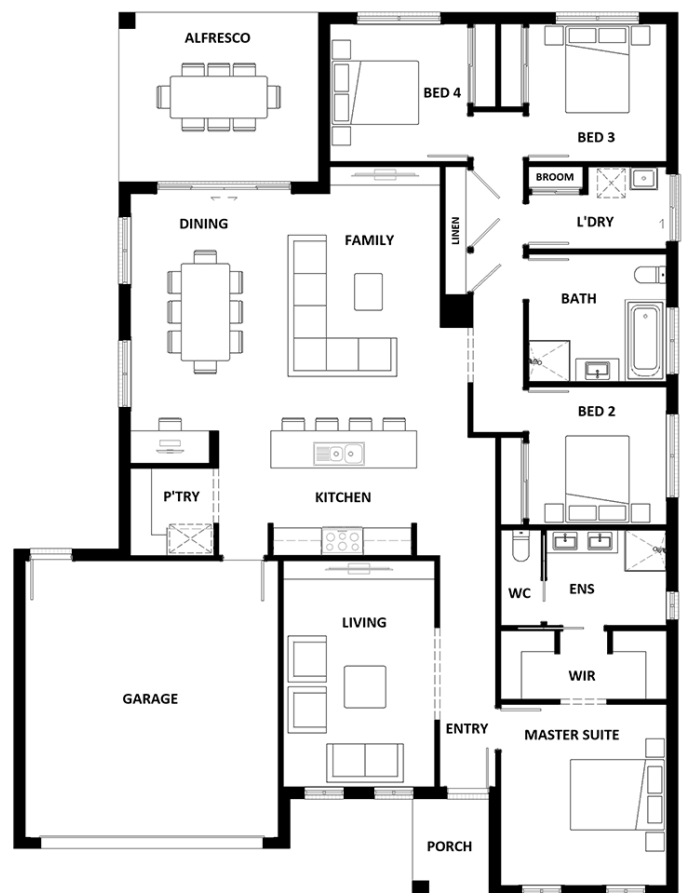 ALFRESCO
BED 4
BED 3
BROOM
L'DRY
LINEN
DINING
FAMILY
BATH
BED 2
P'TRY
KITCHEN
WC
ENS
LIVING
WIR
GARAGE
ENTRY
MASTER SUITE
PORCH